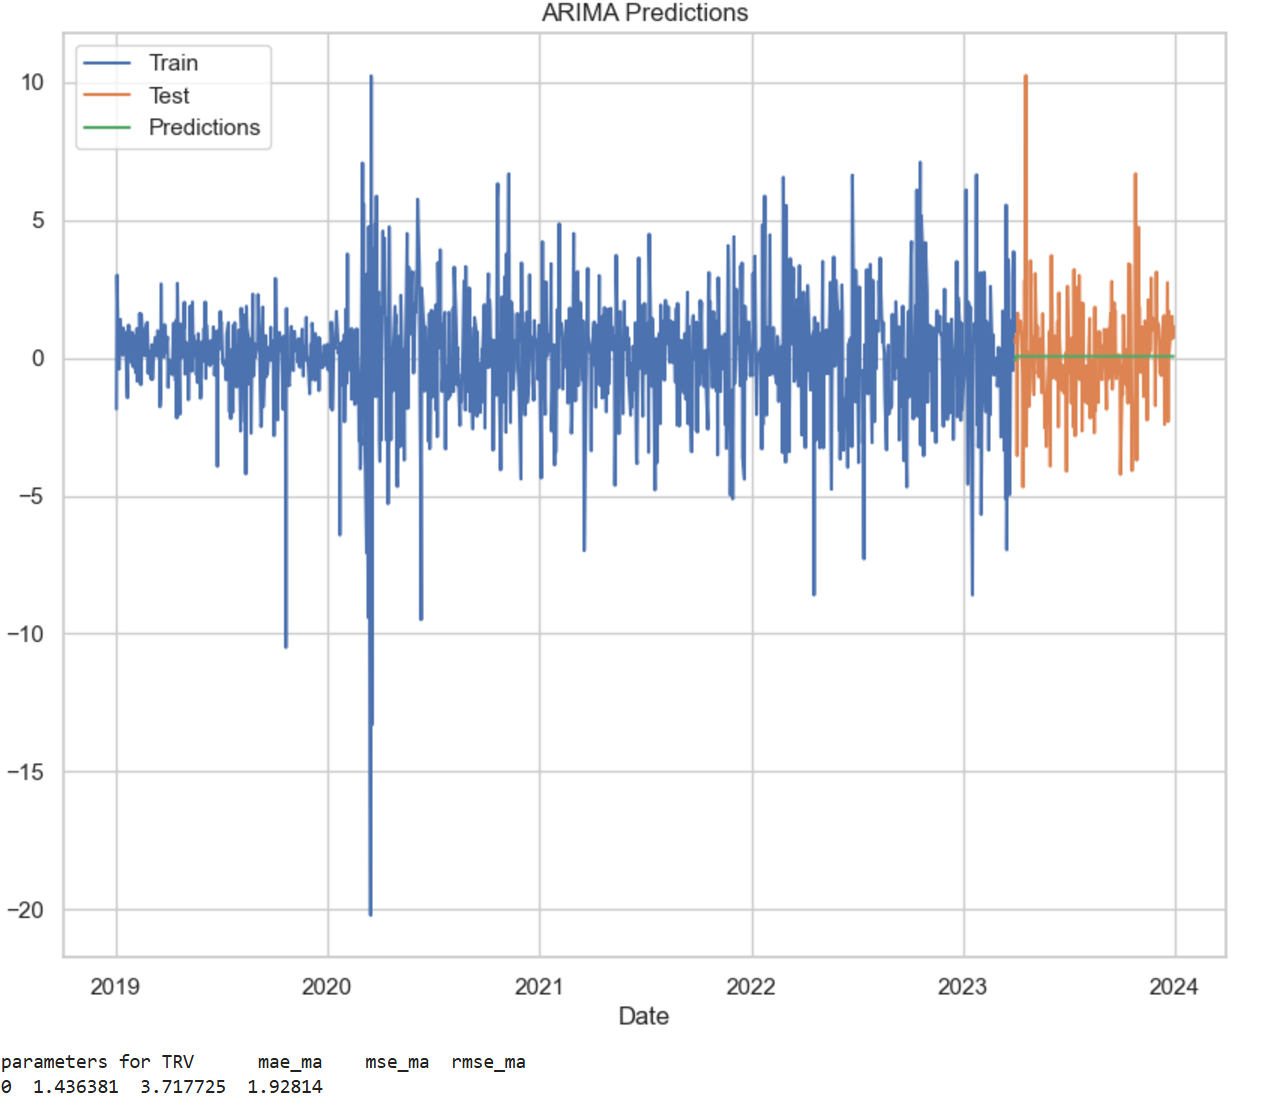 ARIMA Predictions
Train
Test
Predictions
10
5
0
−5
−10
−15
−20
2019 2020 2021 2022 2023 2024
Date
parameters for TRV mae_ma mse_ma rmse_ma
0 1.436381 3.717725 1.92814